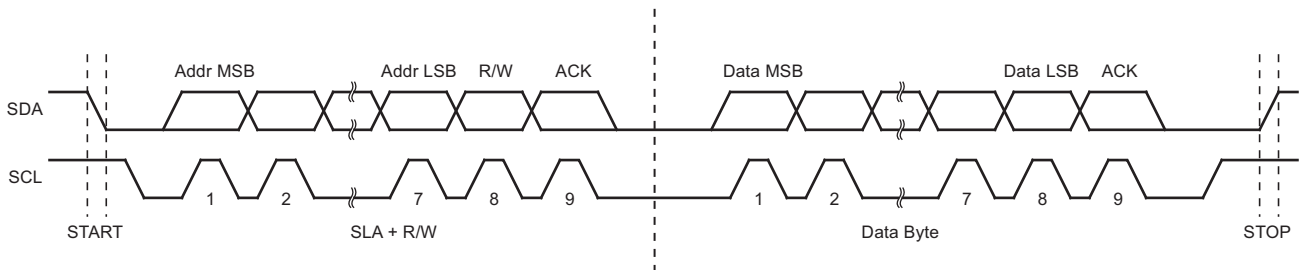 Addr MSB Addr LSB R/W ACK Data MSB Data LSB ACK
SDA
SCL
1 2 7 8 9 1 2 7 8 9
START SLA + R/W Data Byte STOP